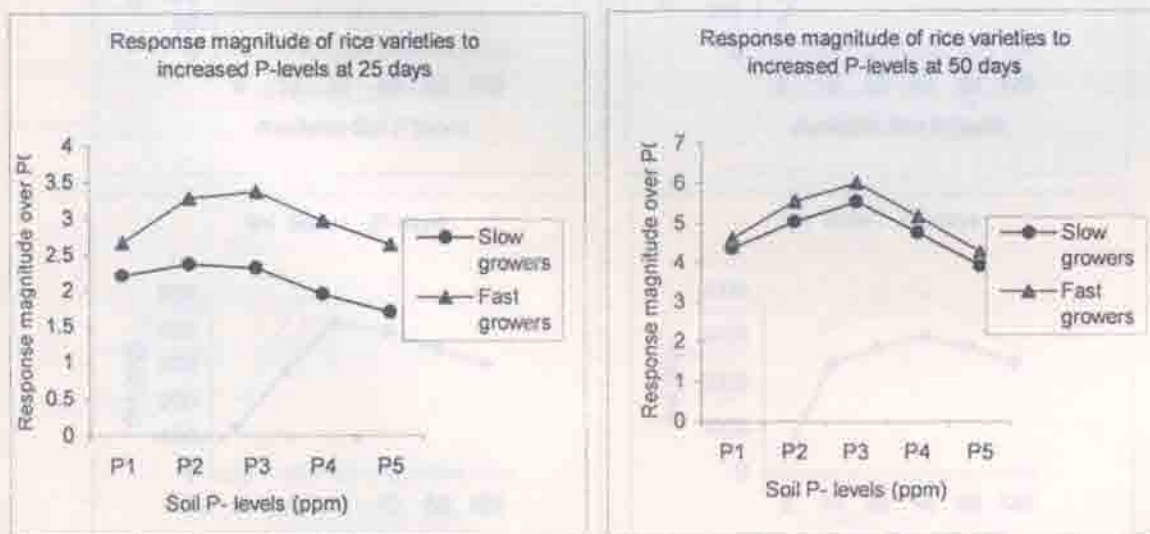 Response magnitude of rice varieties to
increased P-levels at 25 days
Response magnitude over P(
4
3.5
3
2.5
2
1.5
1
0.5
0
P1 P2 P3 P4 P5
Soil P- levels (ppm)
Slow
growers
Fast
growers
Response magnitude of rice varieties to
increased P-levels at 50 days
Response magnitude over P(
7
6
5
4
3
2
1
0
P1 P2 P3 P4 P5
Soil P- levels (ppm)
Slow
growers
Fast
growers